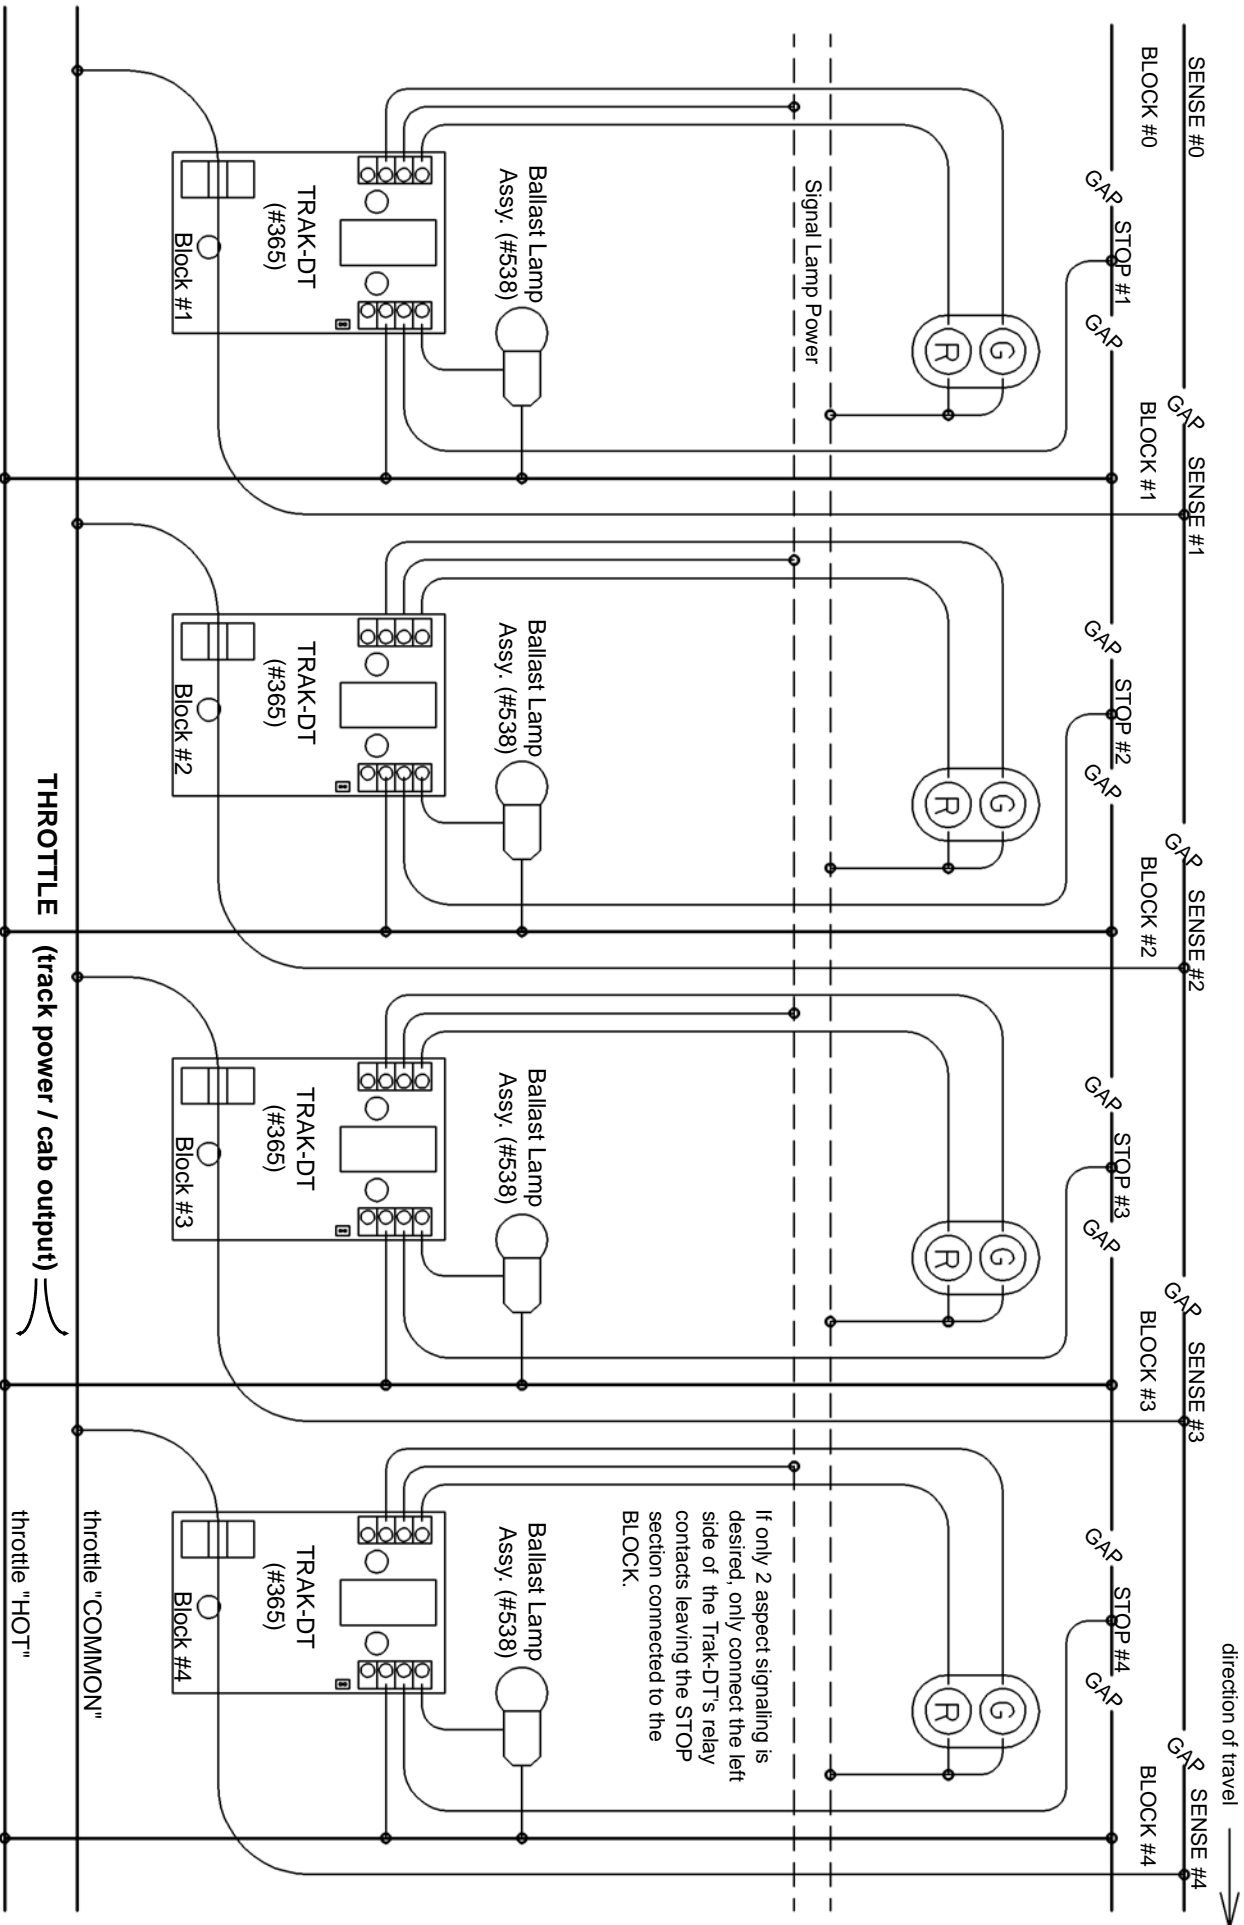 direction of travel
SENSE #0
GAP
SENSE #1
GAP
SENSE #2
GAP
SENSE #3
GAP
SENSE #4
BLOCK #0
BLOCK #1
BLOCK #2
BLOCK #3
BLOCK #4
GAP
STOP #1
GAP
GAP
STOP #2
GAP
GAP
STOP #3
GAP
GAP
STOP #4
GAP
G
R
G
R
G
R
G
R
Signal Lamp Power
If only 2 aspect signaling is
desired, only connect the left
side of the Trak-DT's relay
contacts leaving the STOP
section connected to the
BLOCK.
Ballast Lamp
Assy. (#538)
Ballast Lamp
Assy. (#538)
Ballast Lamp
Assy. (#538)
Ballast Lamp
Assy. (#538)
TRAK-DT
(#365)
Block #1
TRAK-DT
(#365)
Block #2
TRAK-DT
(#365)
Block #3
TRAK-DT
(#365)
Block #4
throttle "COMMON"
THROTTLE (track power / cab output)
throttle "HOT"